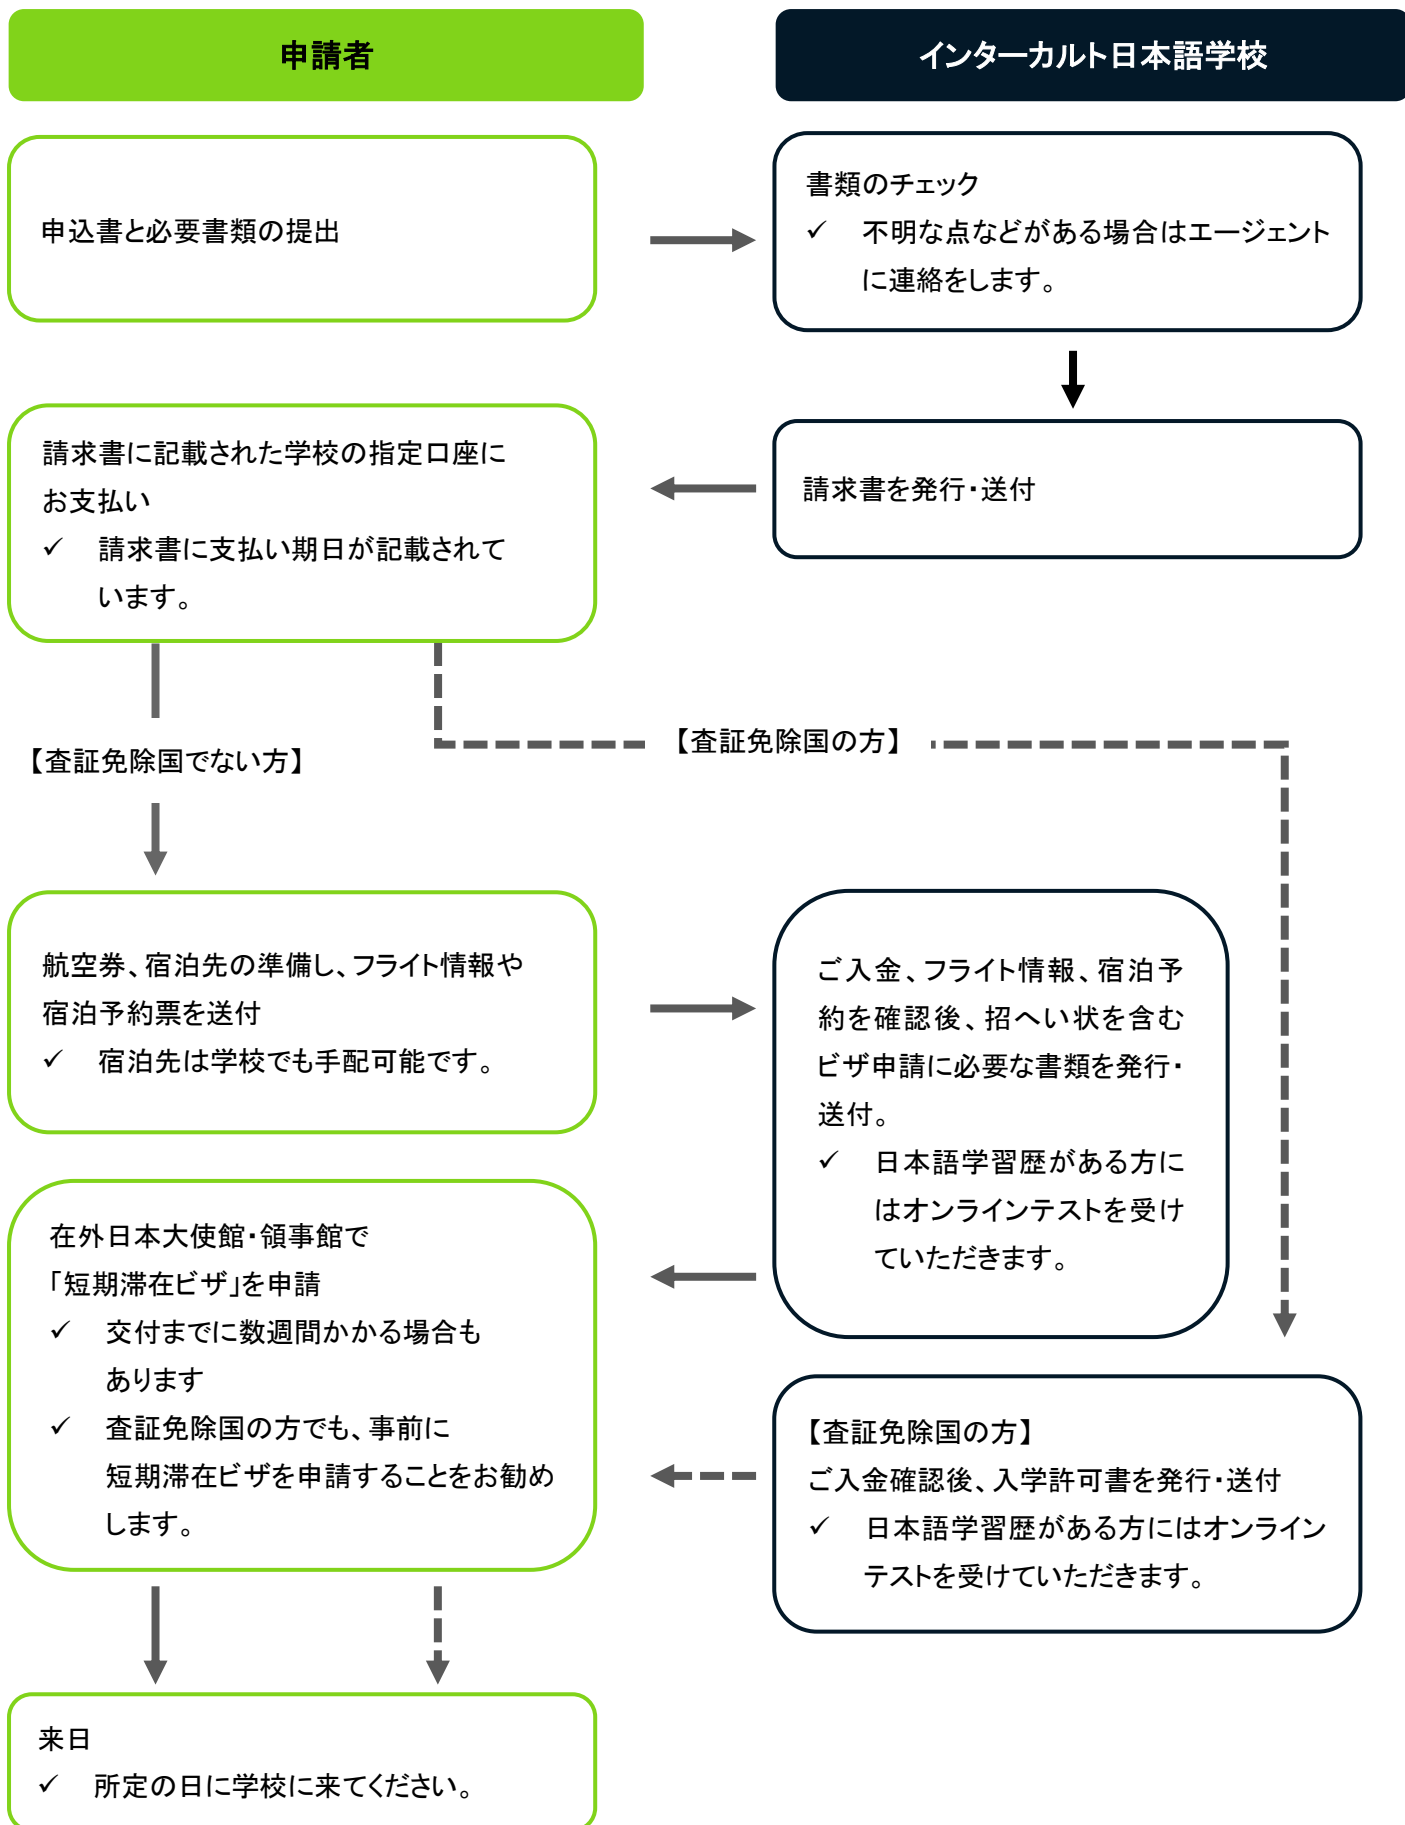 申請者
インターカルト日本語学校
申込書と必要書類の提出
書類のチェック
✓ 不明な点などがある場合はエージェント
に連絡をします。
請求書を発行・送付
請求書に記載された学校の指定口座に
お支払い
✓ 請求書に支払い期日が記載されて
います。
【査証免除国でない方】
【査証免除国の方】
航空券、宿泊先の準備し、フライト情報や
宿泊予約票を送付
✓ 宿泊先は学校でも手配可能です。
ご入金、フライト情報、宿泊予
約を確認後、招へい状を含む
ビザ申請に必要な書類を発行・
送付。
✓ 日本語学習歴がある方に
はオンラインテストを受け
ていただきます。
在外日本大使館・領事館で
「短期滞在ビザ」を申請
✓ 交付までに数週間かかる場合も
あります
✓ 査証免除国の方でも、事前に
短期滞在ビザを申請することをお勧め
します。
【査証免除国の方】
ご入金確認後、入学許可書を発行・送付
✓ 日本語学習歴がある方にはオンライン
テストを受けていただきます。
来日
✓ 所定の日に学校に来てください。